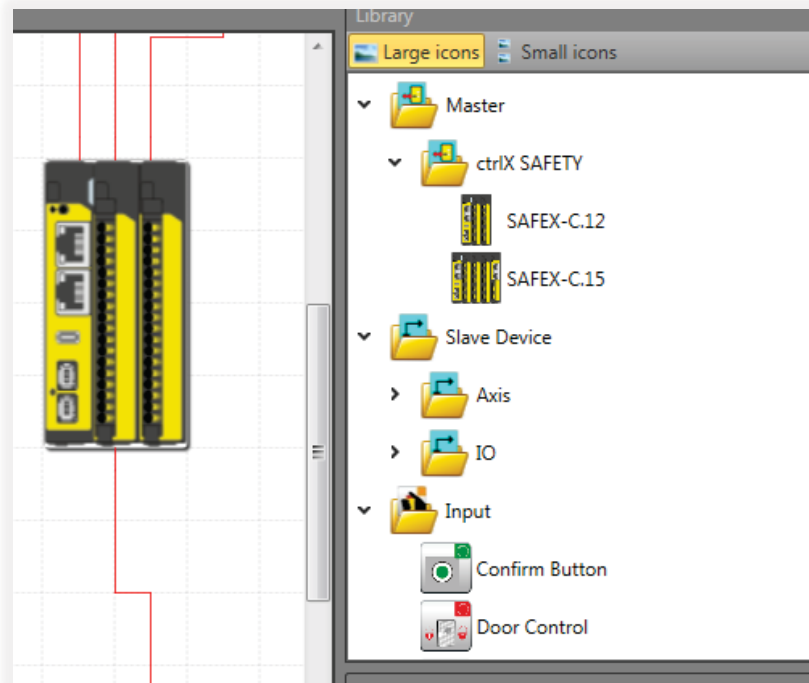 Library
Large icons
Small icons
Master
ctrlX SAFETY
SAFEX-C.12
SAFEX-C.15
Slave Device
Axis
IO
Input
Confirm Button
Door Control